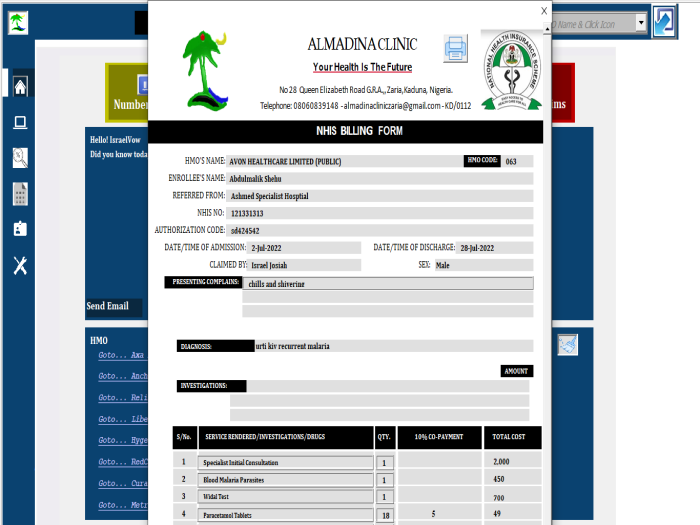 X
O Name & Click Icon
ALMADINA CLINIC
Your Health Is The Future
No 28 Queen Elizabeth Road G.R.A., Zaria, Kaduna, Nigeria.
Telephone: 08060839148 - almadinacliniczaria@gmail.com - KD/0112
NATIONAL HEALTH INSURANCE SCHEME
NHIS BILLING FORM
Number
ms
Hello! IsraelVow
Did you know toda
HMO'S NAME: AVON HEALTHCARE LIMITED (PUBLIC) HMO CODE: 063
ENROLLEE'S NAME: Abdulmalik Shehu
REFERRED FROM: Ashmed Specialist Hosptial
NHIS NO: 121331313
AUTHORIZATION CODE: sd424542
DATE/TIME OF ADMISSION: 2-Jul-2022 DATE/TIME OF DISCHARGE: 28-Jul-2022
CLAIMED BY: Israel Josiah SEX: Male
PRESENTING COMPLAINS: chills and shivering
Send Email
DIAGNOSIS: urti kiv recurrent malaria
AMOUNT
INVESTIGATIONS:
HMO
Goto... Axa
Goto... Anch
Goto... Reli
Goto... Libe
Goto... Hyge
Goto... RedC
Goto... Cura
Goto... Metr
S/No. SERVICE RENDERED/INVESTIGATIONS/DRUGS QTY. 10% CO-PAYMENT TOTAL COST
1 Specialist Initial Consultation 1 2,000
2 Blood Malaria Parasites 1 450
3 Widal Test 1 700
4 Paracetamol Tablets 18 5 49